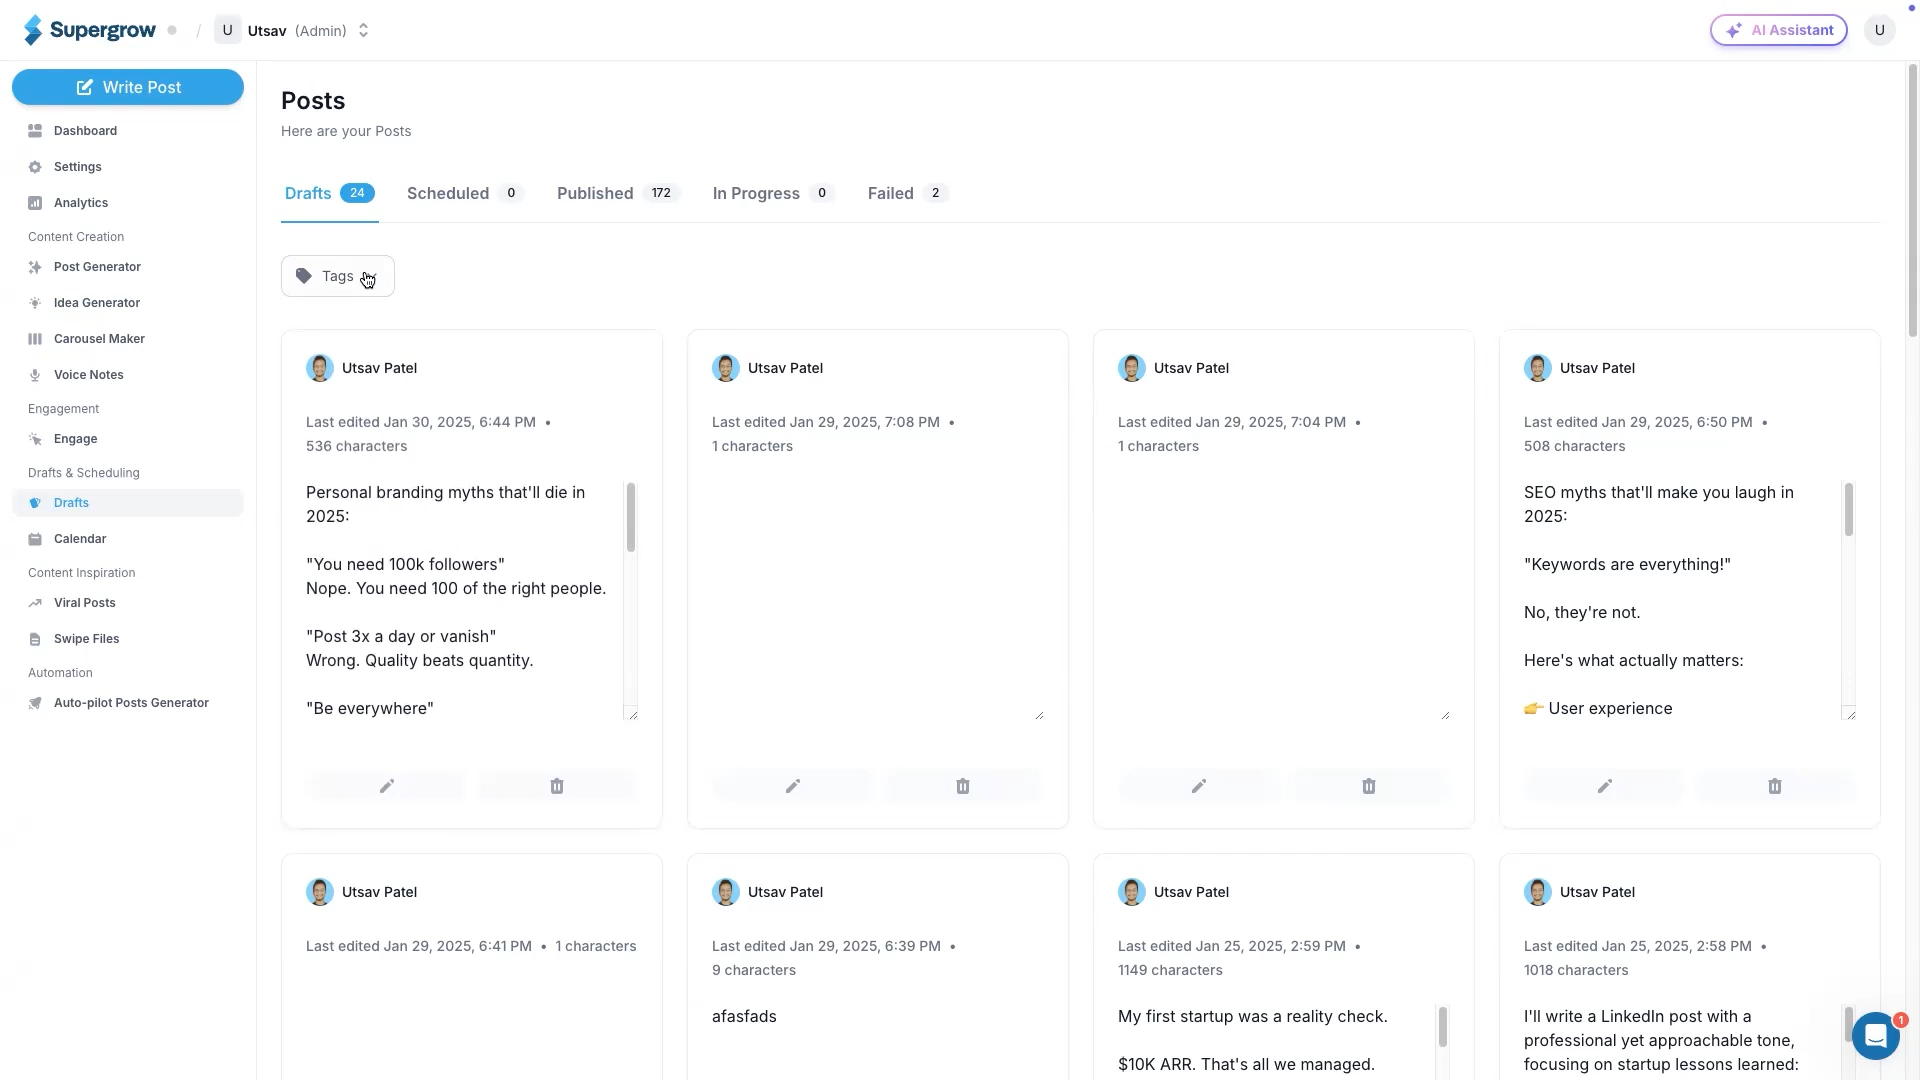 Supergrow
/
U
Utsav (Admin)
AI Assistant
U
Write Post
Dashboard
Settings
Analytics
Content Creation
Post Generator
Idea Generator
Carousel Maker
Voice Notes
Engagement
Engage
Drafts & Scheduling
Drafts
Calendar
Content Inspiration
Viral Posts
Swipe Files
Automation
Auto-pilot Posts Generator
Posts
Here are your Posts
Drafts 24
Scheduled 0
Published 172
In Progress 0
Failed 2
Tags
Utsav Patel
Last edited Jan 30, 2025, 6:44 PM •
536 characters
Personal branding myths that'll die in
2025:
"You need 100k followers"
Nope. You need 100 of the right people.
"Post 3x a day or vanish"
Wrong. Quality beats quantity.
"Be everywhere"
Utsav Patel
Last edited Jan 29, 2025, 7:08 PM •
1 characters
Utsav Patel
Last edited Jan 29, 2025, 7:04 PM •
1 characters
Utsav Patel
Last edited Jan 29, 2025, 6:50 PM •
508 characters
SEO myths that'll make you laugh in
2025:
"Keywords are everything!"
No, they're not.
Here's what actually matters:
👉 User experience
Utsav Patel
Last edited Jan 29, 2025, 6:41 PM • 1 characters
Utsav Patel
Last edited Jan 29, 2025, 6:39 PM •
9 characters
afasfads
Utsav Patel
Last edited Jan 25, 2025, 2:59 PM •
1149 characters
My first startup was a reality check.
$10K ARR. That's all we managed.
Utsav Patel
Last edited Jan 25, 2025, 2:58 PM •
1018 characters
I'll write a LinkedIn post with a
professional yet approachable tone,
focusing on startup lessons learned:
1